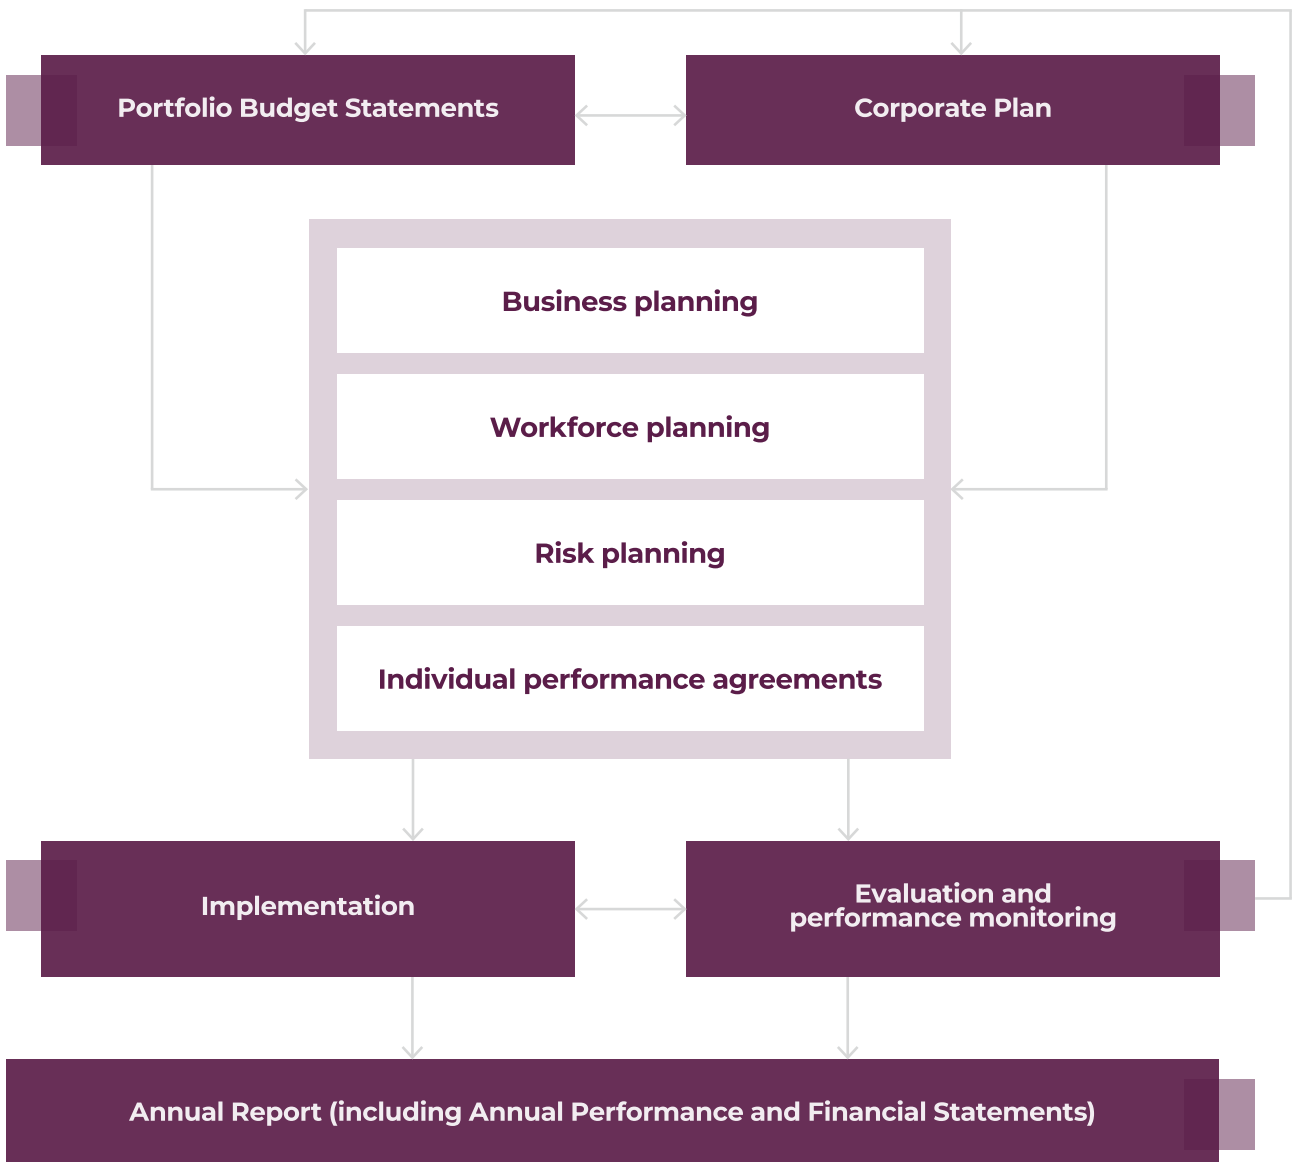 Portfolio Budget Statements
Corporate Plan
Business planning
Workforce planning
Risk planning
Individual performance agreements
Implementation
Evaluation and
performance monitoring
Annual Report (including Annual Performance and Financial Statements)